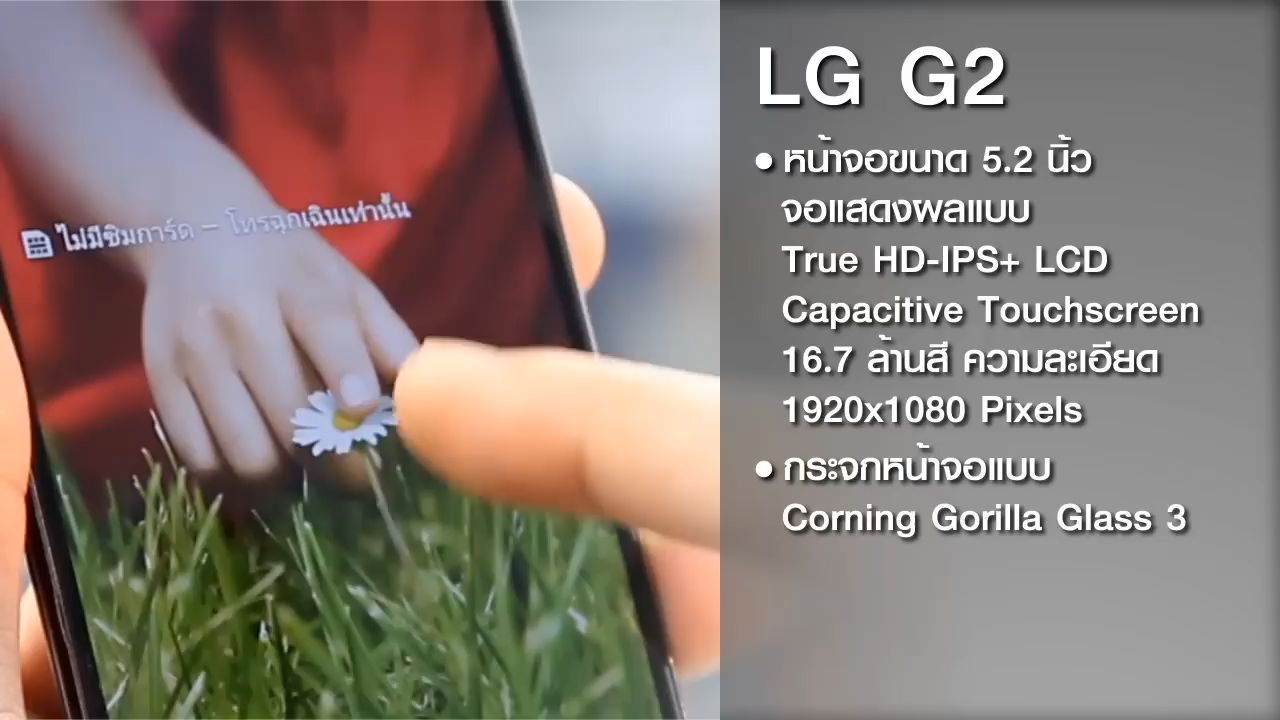 ไม่มีซิมการ์ด – โทรฉุกเฉินเท่านั้น
LG G2
• หน้าจอขนาด 5.2 นิ้ว
จอแสดงผลแบบ
True HD-IPS+ LCD
Capacitive Touchscreen
16.7 ล้านสี ความละเอียด
1920x1080 Pixels
• กระจกหน้าจอแบบ
Corning Gorilla Glass 3